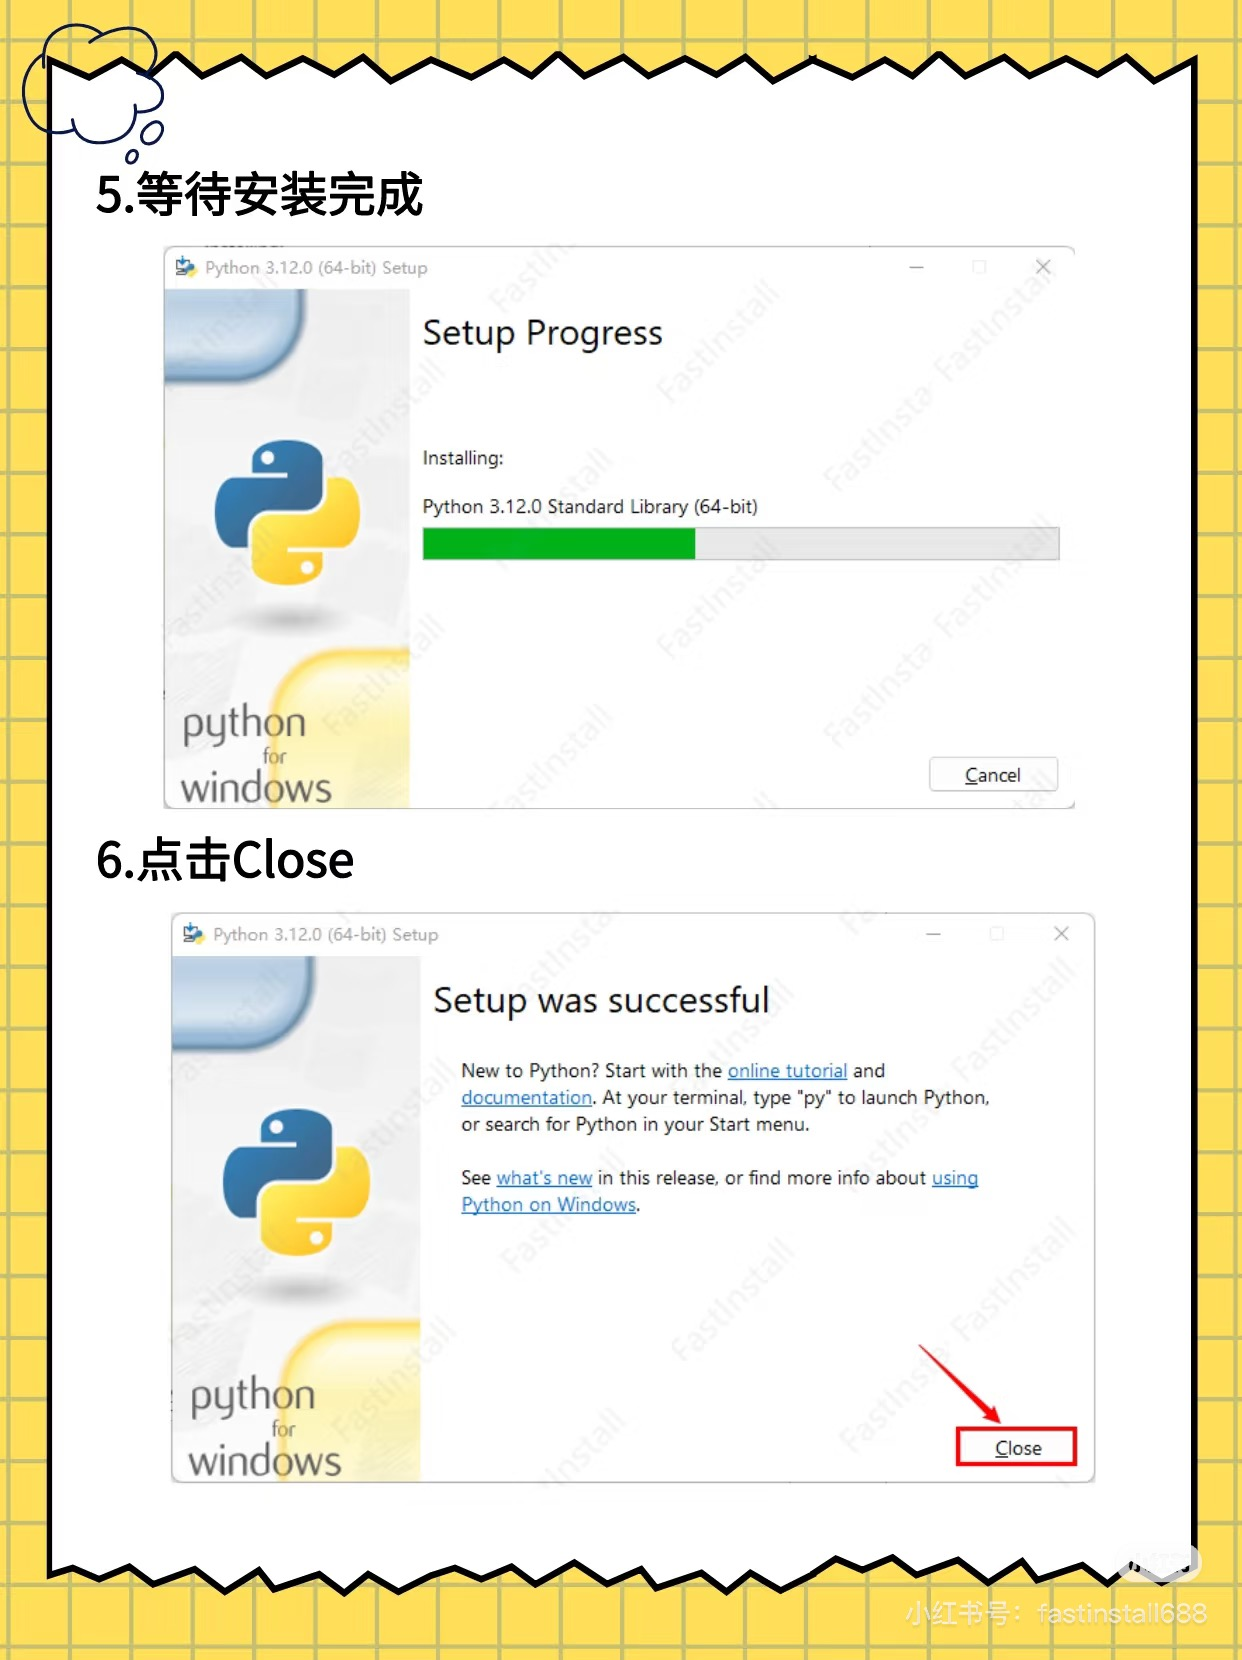 5.等待安装完成
Python 3.12.0 (64-bit) Setup
Setup Progress
Installing:
Python 3.12.0 Standard Library (64-bit)
python
for
windows
Cancel
6.点击Close
Python 3.12.0 (64-bit) Setup
Setup was successful
New to Python? Start with the online tutorial and
documentation. At your terminal, type "py" to launch Python,
or search for Python in your Start menu.
See what's new in this release, or find more info about using
Python on Windows.
python
for
windows
Close
FastInstall
小红书号：fastinstall688